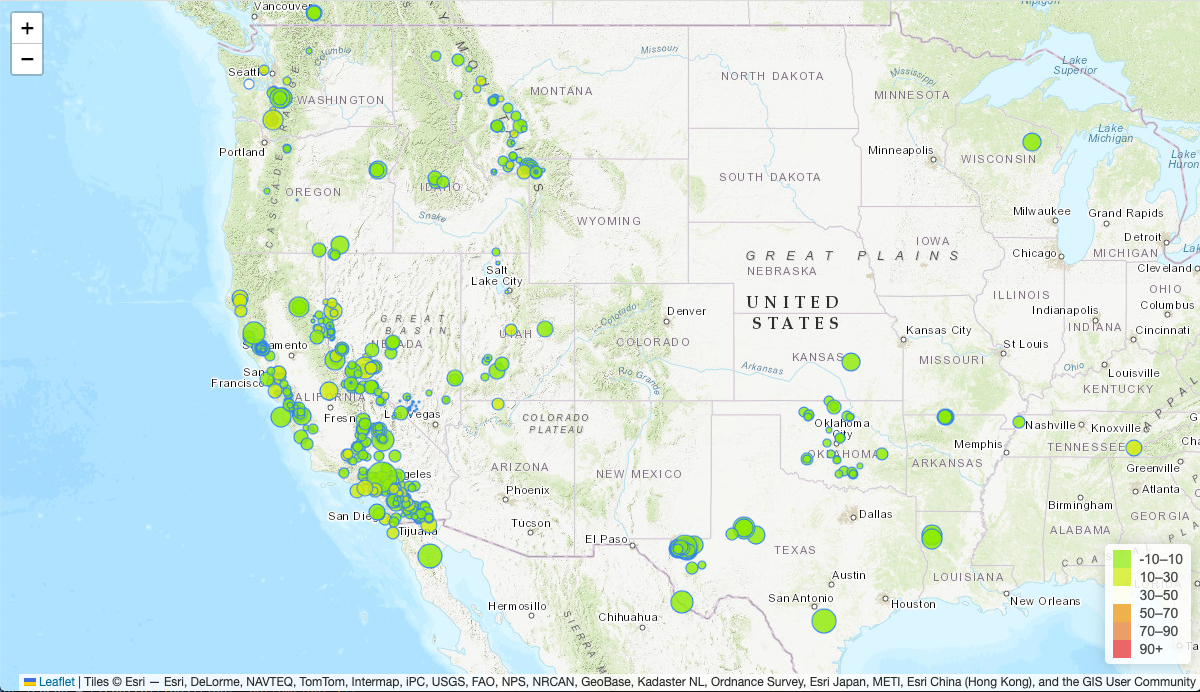 +
−
Vancouver
Columbia
Seattle
WASHINGTON
Portland
OREGON
CASCADE RANGE
IDAHO
Snake
MONTANA
Missouri
NORTH DAKOTA
SOUTH DAKOTA
WYOMING
MINNESOTA
Mississippi
Minneapolis
WISCONSIN
Nipigon
Lake
Superior
Lake
Michigan
Lake
Huron
Milwaukee
Grand Rapids
Detroit
MICHIGAN
Chicago
Cleveland
IOWA
GREAT PLAINS
NEBRASKA
UNITED
STATES
ILLINOIS
OHIO
Columbus
Indianapolis
INDIANA
Cincinnati
Salt
Lake City
GREAT
BASIN
NEVADA
UTAH
Colorado
Denver
COLORADO
Kansas City
KANSAS
MISSOURI
St Louis
Ohio
Louisville
KENTUCKY
Arkansas
Rio Grande
San
Francisco
CALIFORNIA
Fresno
Las Vegas
COLORADO
PLATEAU
Oklahoma
City
OKLAHOMA
Nashville
Knoxville
Memphis
TENNESSEE
ARKANSAS
Greenville
ARIZONA
NEW MEXICO
Phoenix
Atlanta
Birmingham
GEORGIA
ALABAMA
San Diego
Tijuana
Tucson
El Paso
Dallas
TEXAS
Austin
LOUISIANA
San Antonio
Houston
New Orleans
Hermosillo
Chihuahua
SIERRA
-10–10
10–30
30–50
50–70
70–90
90+
Leaflet | Tiles © Esri — Esri, DeLorme, NAVTEQ, TomTom, Intermap, iPC, USGS, FAO, NPS, NRCAN, GeoBase, Kadaster NL, Ordnance Survey, Esri Japan, METI, Esri China (Hong Kong), and the GIS User Community